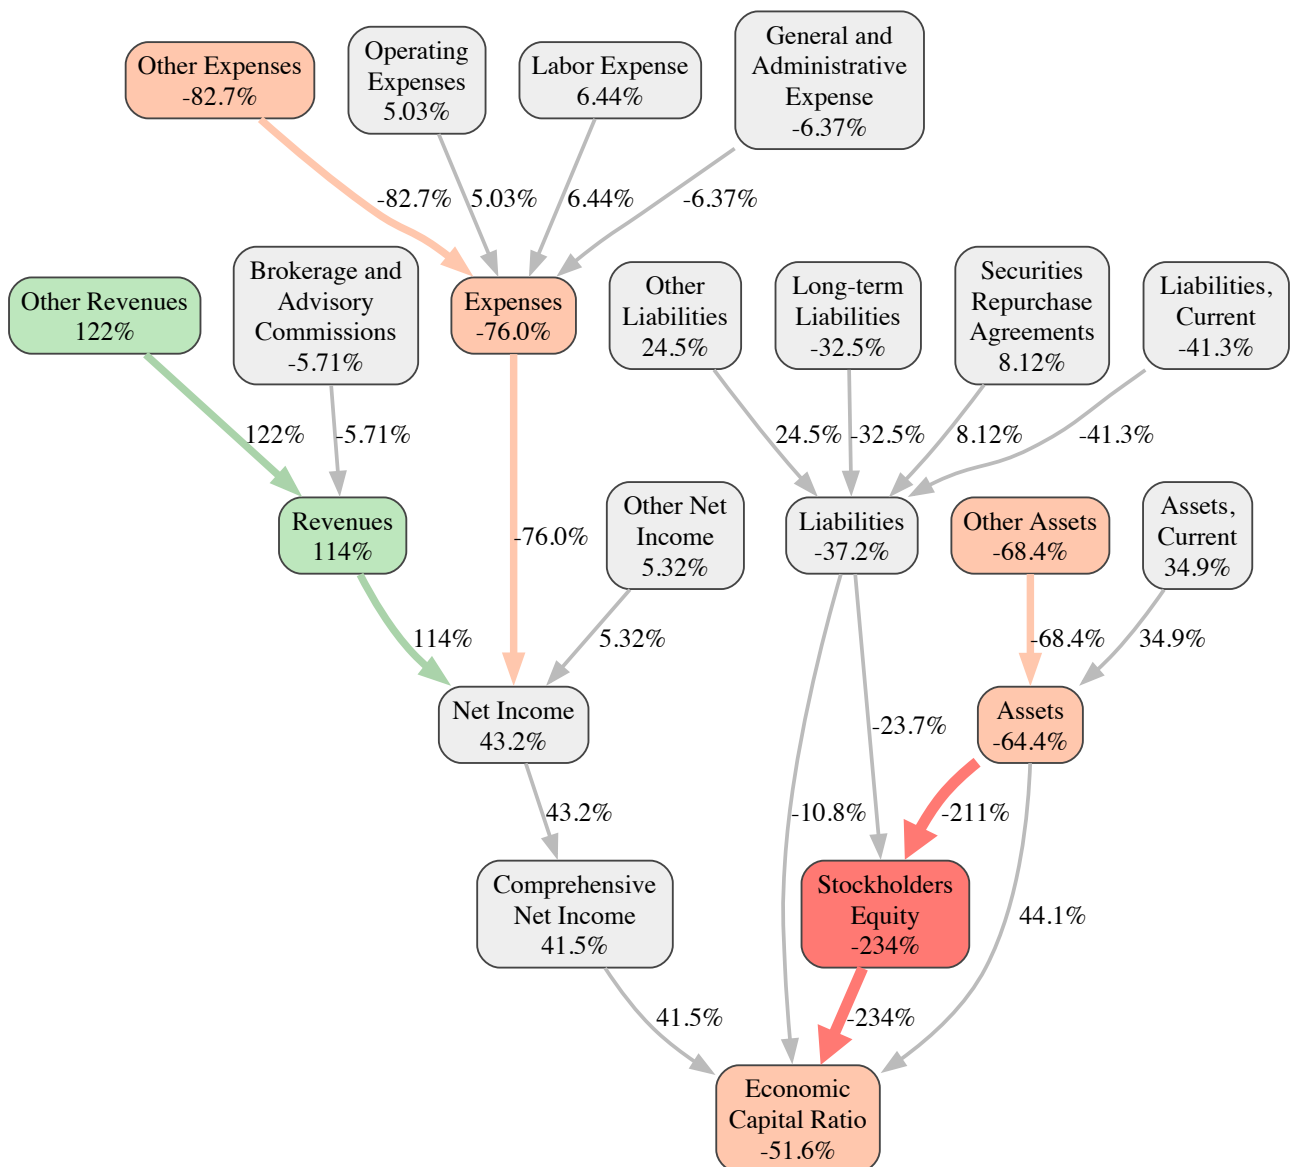 Other Expenses
-82.7%
Operating
Expenses
5.03%
Labor Expense
6.44%
General and
Administrative
Expense
-6.37%
-82.7%
5.03%
6.44%
-6.37%
Other Revenues
122%
Brokerage and
Advisory
Commissions
-5.71%
Expenses
-76.0%
Other
Liabilities
24.5%
Long-term
Liabilities
-32.5%
Securities
Repurchase
Agreements
8.12%
Liabilities,
Current
-41.3%
122%
-5.71%
24.5%
-32.5%
8.12%
-41.3%
Revenues
114%
-76.0%
Other Net
Income
5.32%
Liabilities
-37.2%
Other Assets
-68.4%
Assets,
Current
34.9%
114%
5.32%
-68.4%
34.9%
Net Income
43.2%
-23.7%
Assets
-64.4%
43.2%
-10.8%
-211%
Comprehensive
Net Income
41.5%
Stockholders
Equity
-234%
44.1%
41.5%
-234%
Economic
Capital Ratio
-51.6%